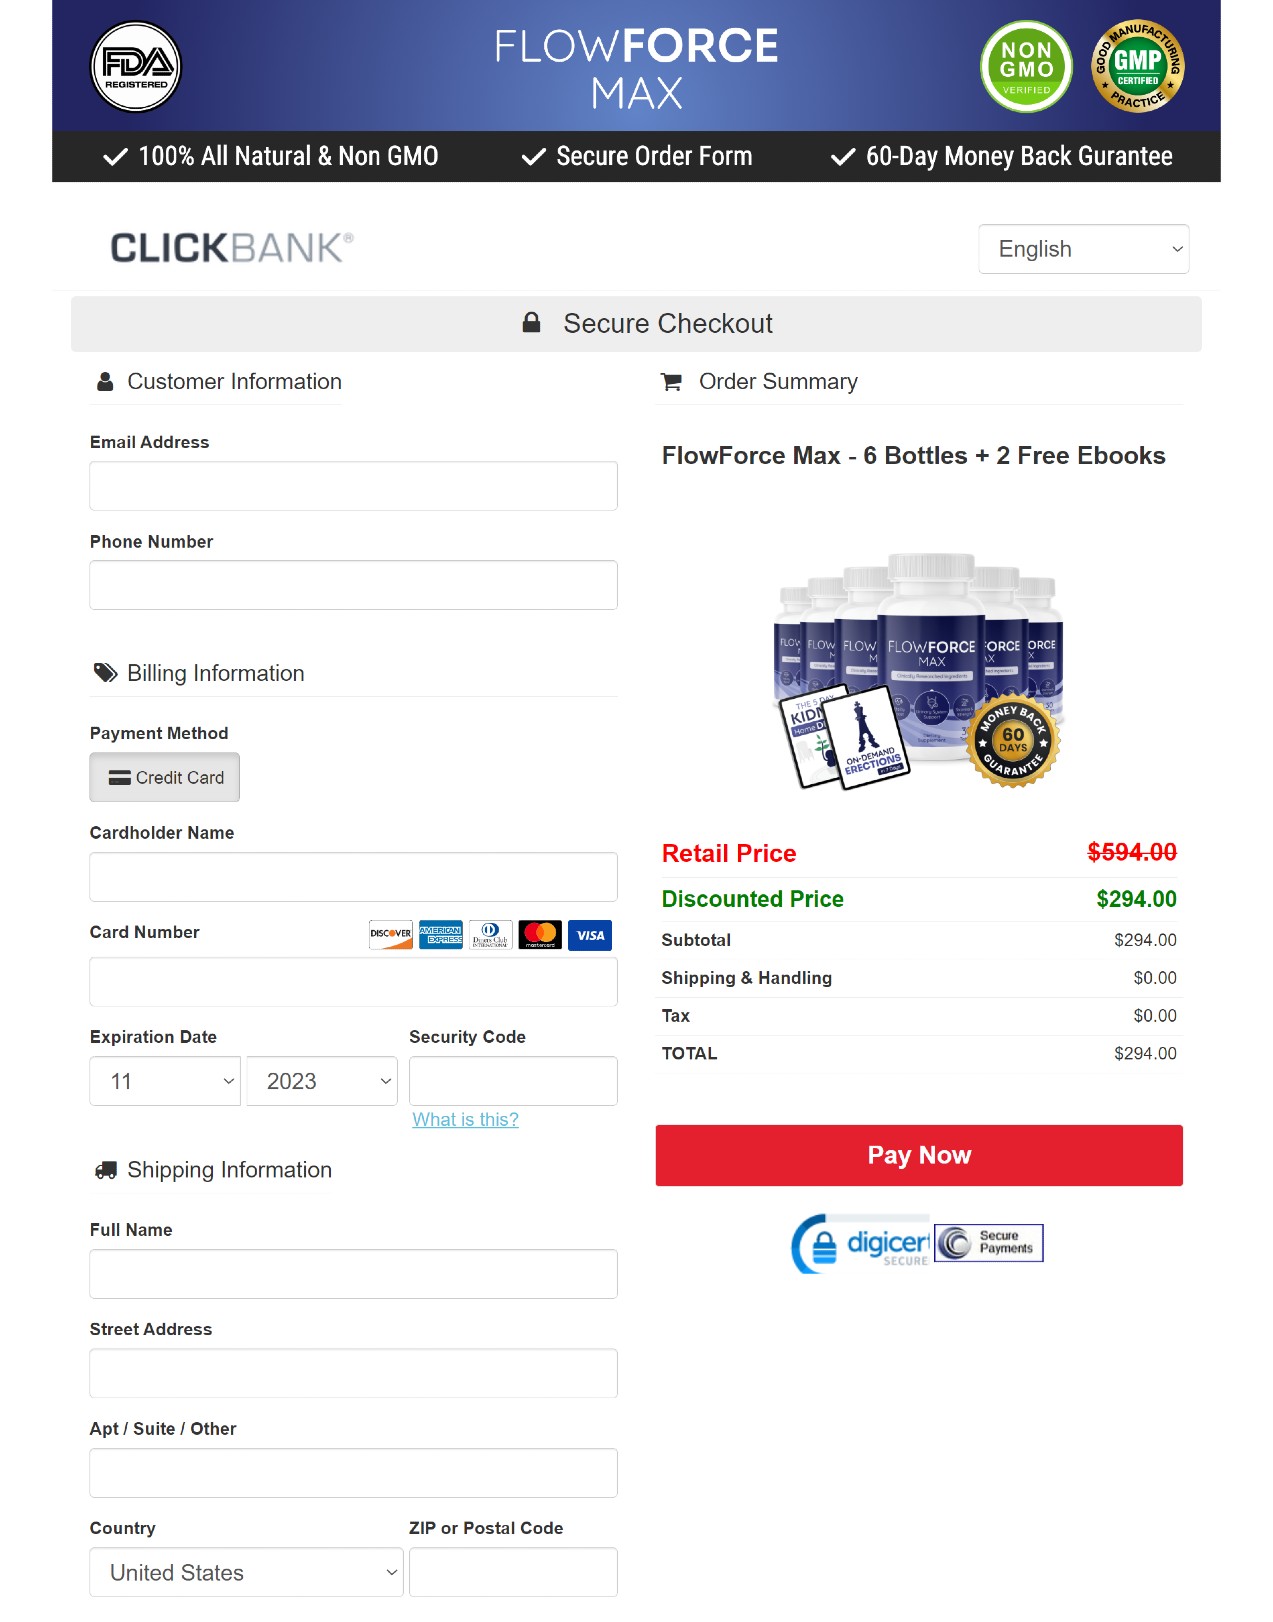 FDA
REGISTERED
FLOWFORCE
MAX
NON
GMO
VERIFIED
GOOD MANUFACTURING
GMP
CERTIFIED
PRACTICE
100% All Natural & Non GMO
Secure Order Form
60-Day Money Back Gurantee
CLICKBANK®
English
Secure Checkout
Customer Information
Email Address
Phone Number
Billing Information
Payment Method
Credit Card
Cardholder Name
Card Number
DISCOVER
AMERICAN EXPRESS
Diners Club
INTERNATIONAL
mastercard
VISA
Expiration Date
Security Code
11
2023
What is this?
Shipping Information
Full Name
Street Address
Apt / Suite / Other
Country
ZIP or Postal Code
United States
Order Summary
FlowForce Max - 6 Bottles + 2 Free Ebooks
FLOWFORCE
MAX
Clinically Researched Ingredients
THE 5 DAY
KIDN
Home D
ON-DEMAND
ERECTIONS
MONEY BACK
60
DAYS
GUARANTEE
Retail Price
$594.00
Discounted Price
$294.00
Subtotal
$294.00
Shipping & Handling
$0.00
Tax
$0.00
TOTAL
$294.00
Pay Now
digicert
SECURE
Secure
Payments